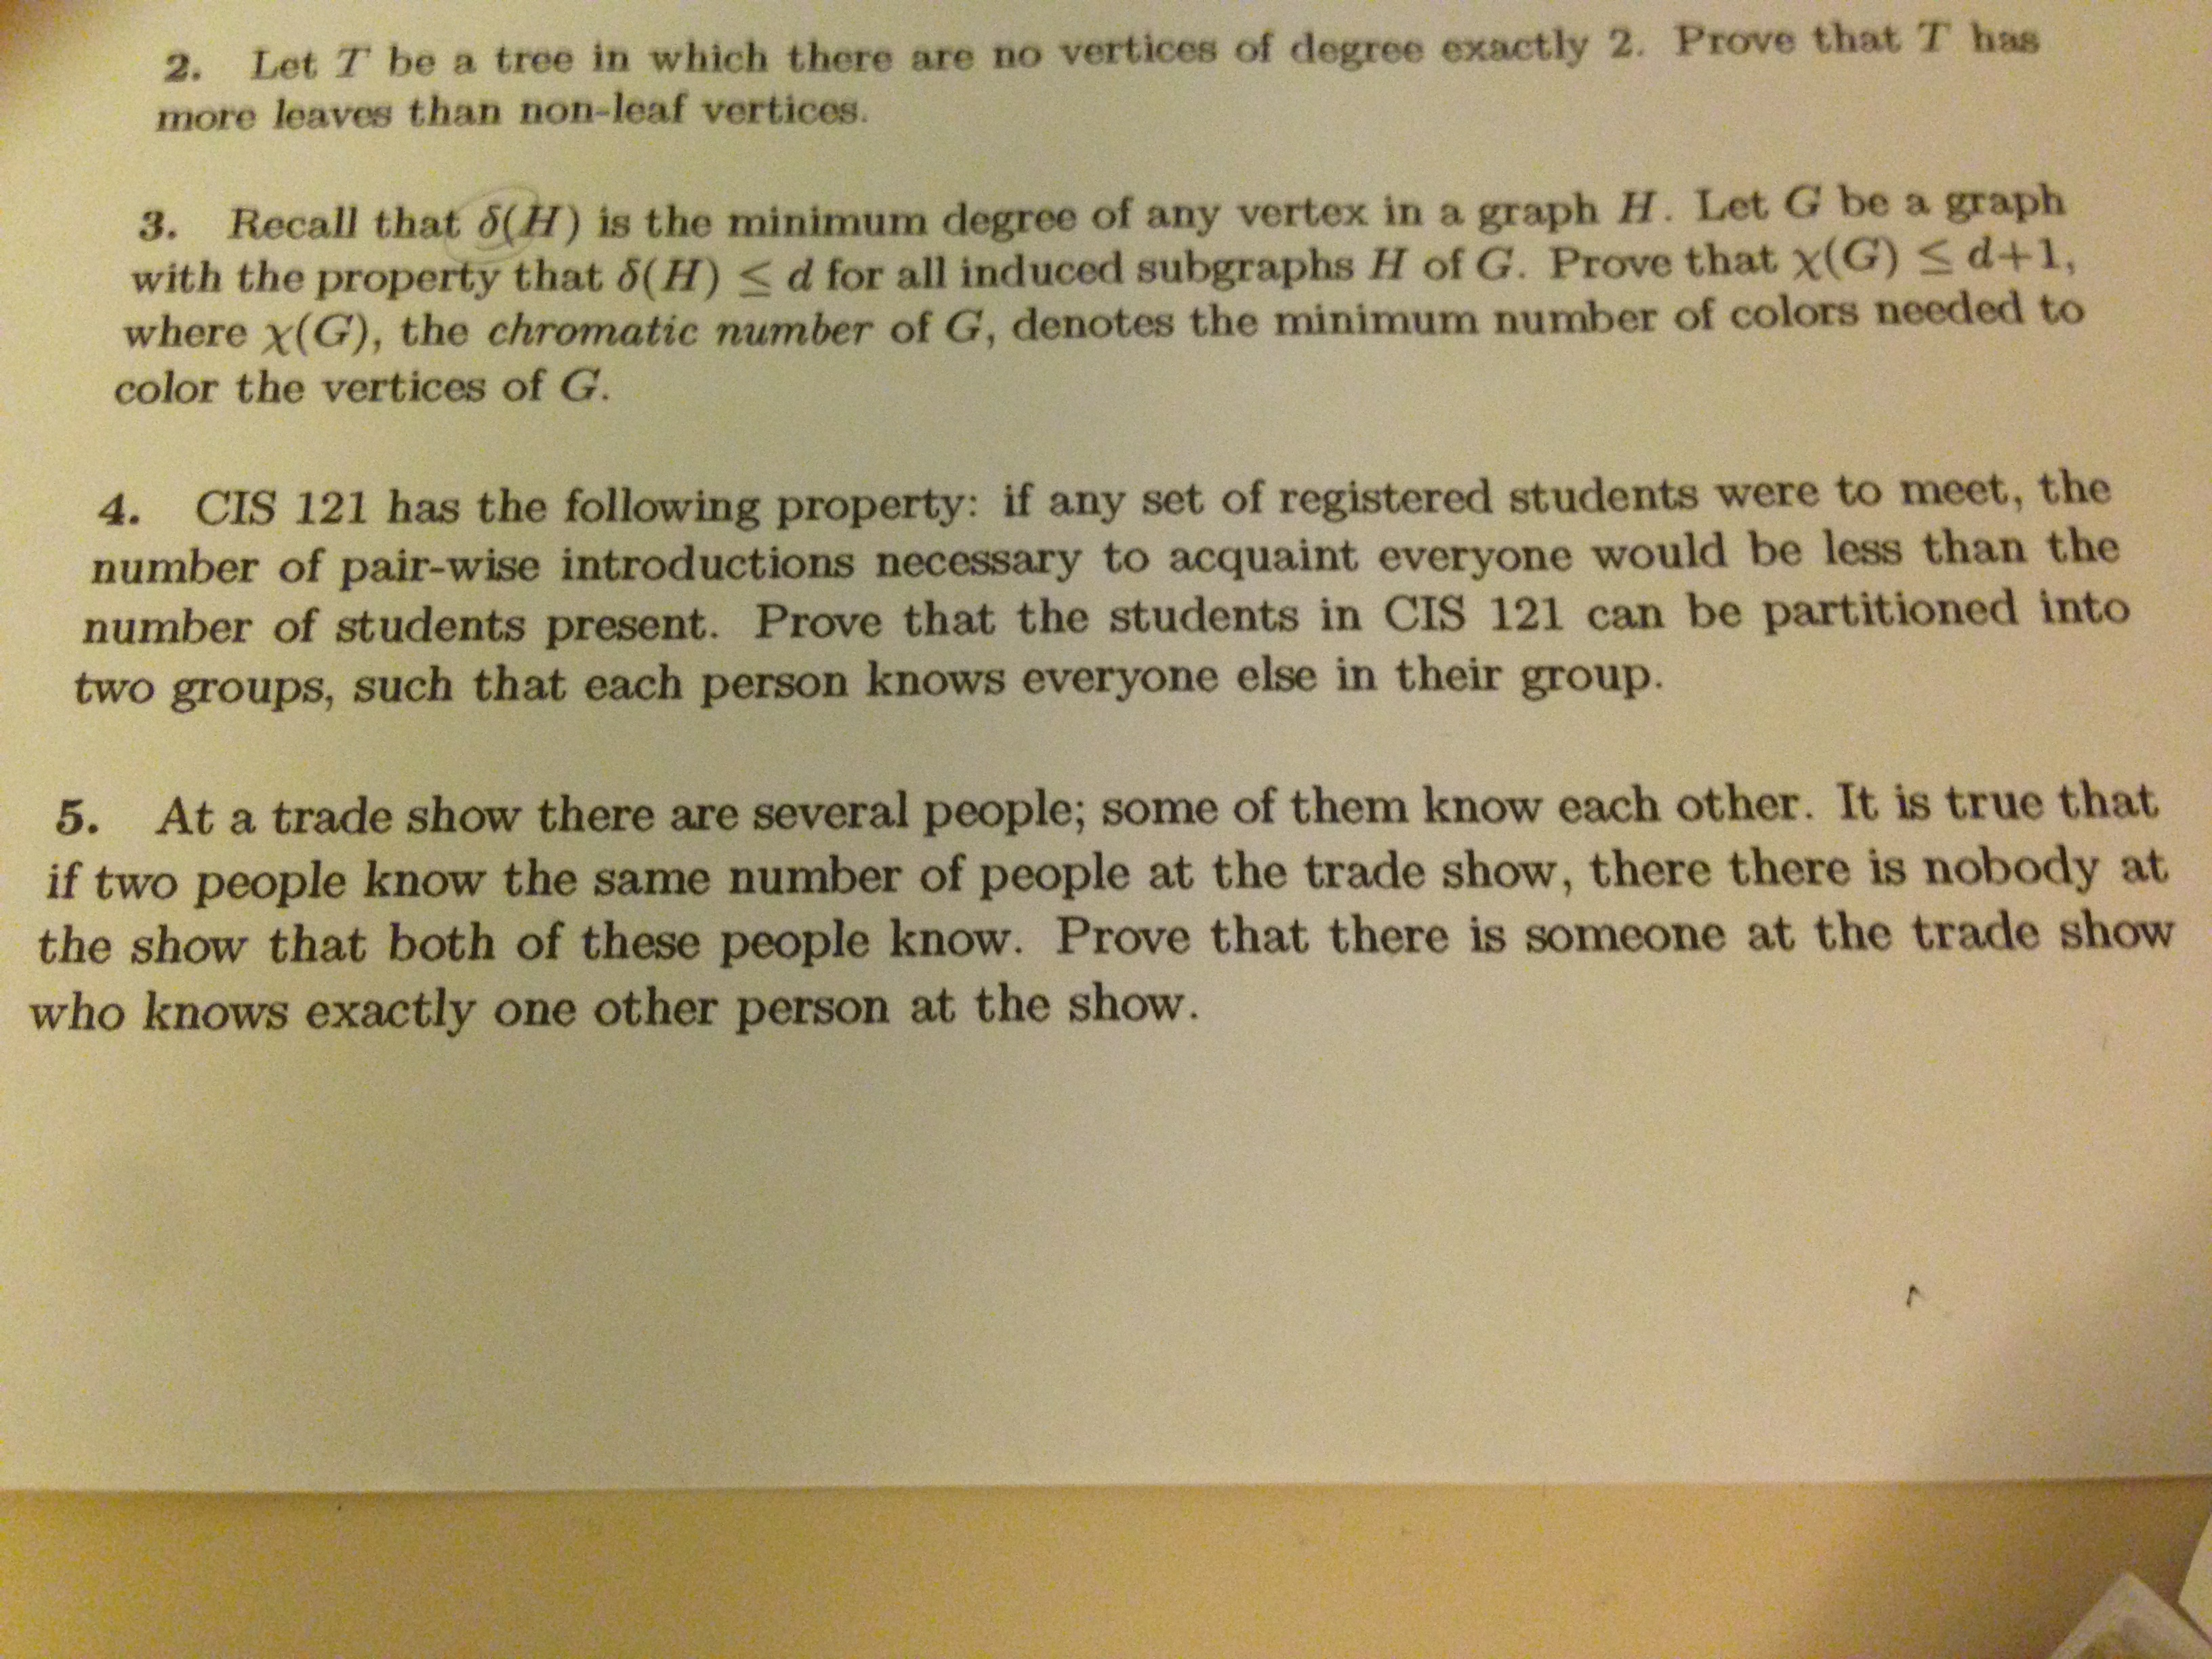 2. Let T be a tree in which there are no vertices of degree exactly 2. Prove that T has
more leaves than non-leaf vertices.
3. Recall that δ(H) is the minimum degree of any vertex in a graph H. Let G be a graph
with the property that δ(H) ≤ d for all induced subgraphs H of G. Prove that χ(G) ≤ d+1,
where χ(G), the chromatic number of G, denotes the minimum number of colors needed to
color the vertices of G.
4. CIS 121 has the following property: if any set of registered students were to meet, the
number of pair-wise introductions necessary to acquaint everyone would be less than the
number of students present. Prove that the students in CIS 121 can be partitioned into
two groups, such that each person knows everyone else in their group.
5. At a trade show there are several people; some of them know each other. It is true that
if two people know the same number of people at the trade show, there there is nobody at
the show that both of these people know. Prove that there is someone at the trade show
who knows exactly one other person at the show.